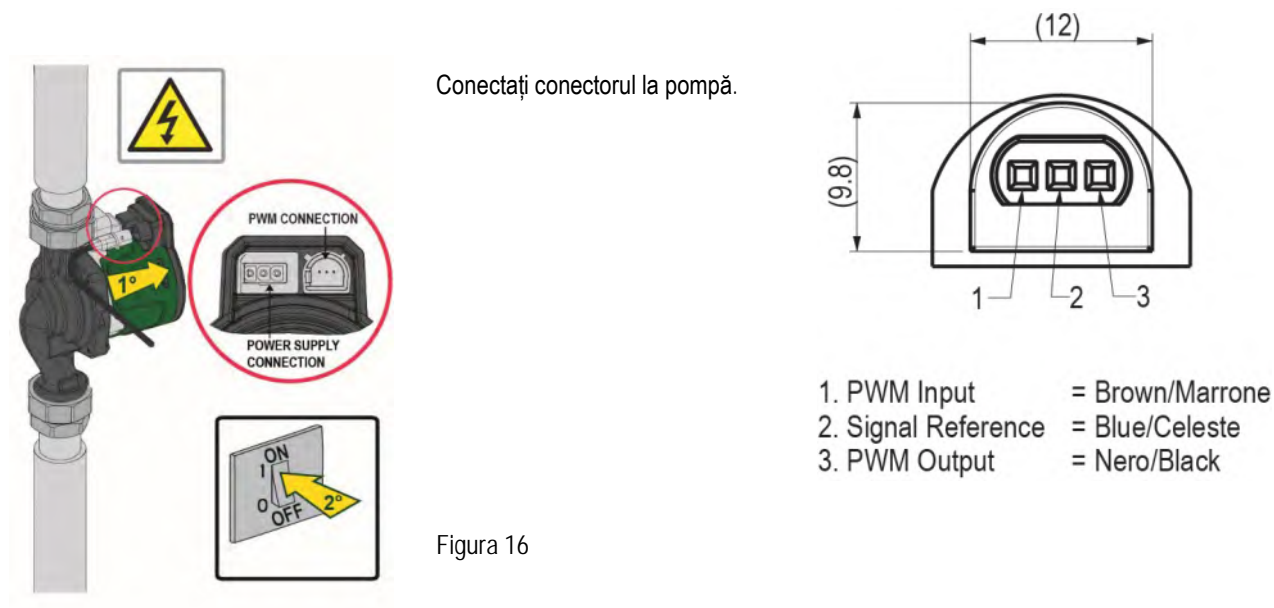 Conectați conectorul la pompă.
PWM CONNECTION
POWER SUPPLY
CONNECTION
1°
ON
1
0
OFF
2°
Figura 16
(12)
(9.8)
1
2
3
1. PWM Input = Brown/Marrone
2. Signal Reference = Blue/Celeste
3. PWM Output = Nero/Black